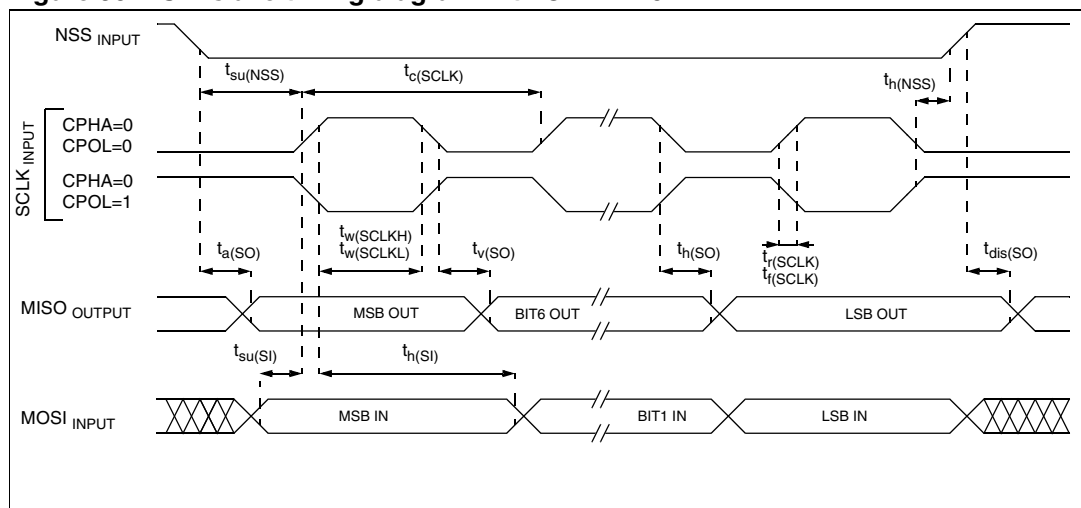 NSS INPUT
tsu(NSS)
tc(SCLK)
th(NSS)
SCLK INPUT
CPHA=0
CPOL=0
CPHA=0
CPOL=1
ta(SO)
tw(SCLKH)
tw(SCLKL)
tv(SO)
th(SO)
tr(SCLK)
tf(SCLK)
tdis(SO)
MISO OUTPUT
MSB OUT
BIT6 OUT
LSB OUT
tsu(SI)
th(SI)
MOSI INPUT
MSB IN
BIT1 IN
LSB IN